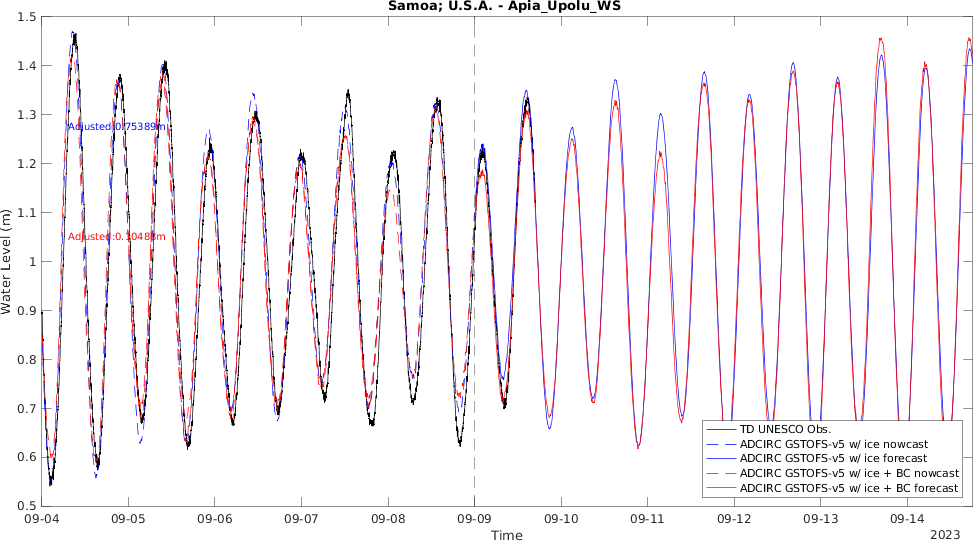 Samoa; U.S.A. - Apia_Upolu_WS
1.5
1.4
1.3
1.2
1.1
1
0.9
0.8
0.7
0.6
0.5
Water Level (m)
Adjusted:0.75389m
TD UNESCO Obs.
ADCIRC GSTOFS-v5 w/ ice nowcast
ADCIRC GSTOFS-v5 w/ ice forecast
ADCIRC GSTOFS-v5 w/ ice + BC nowcast
ADCIRC GSTOFS-v5 w/ ice + BC forecast
09-04 09-05 09-06 09-07 09-08 09-09 09-10 09-11 09-12 09-13 09-14
Time
2023